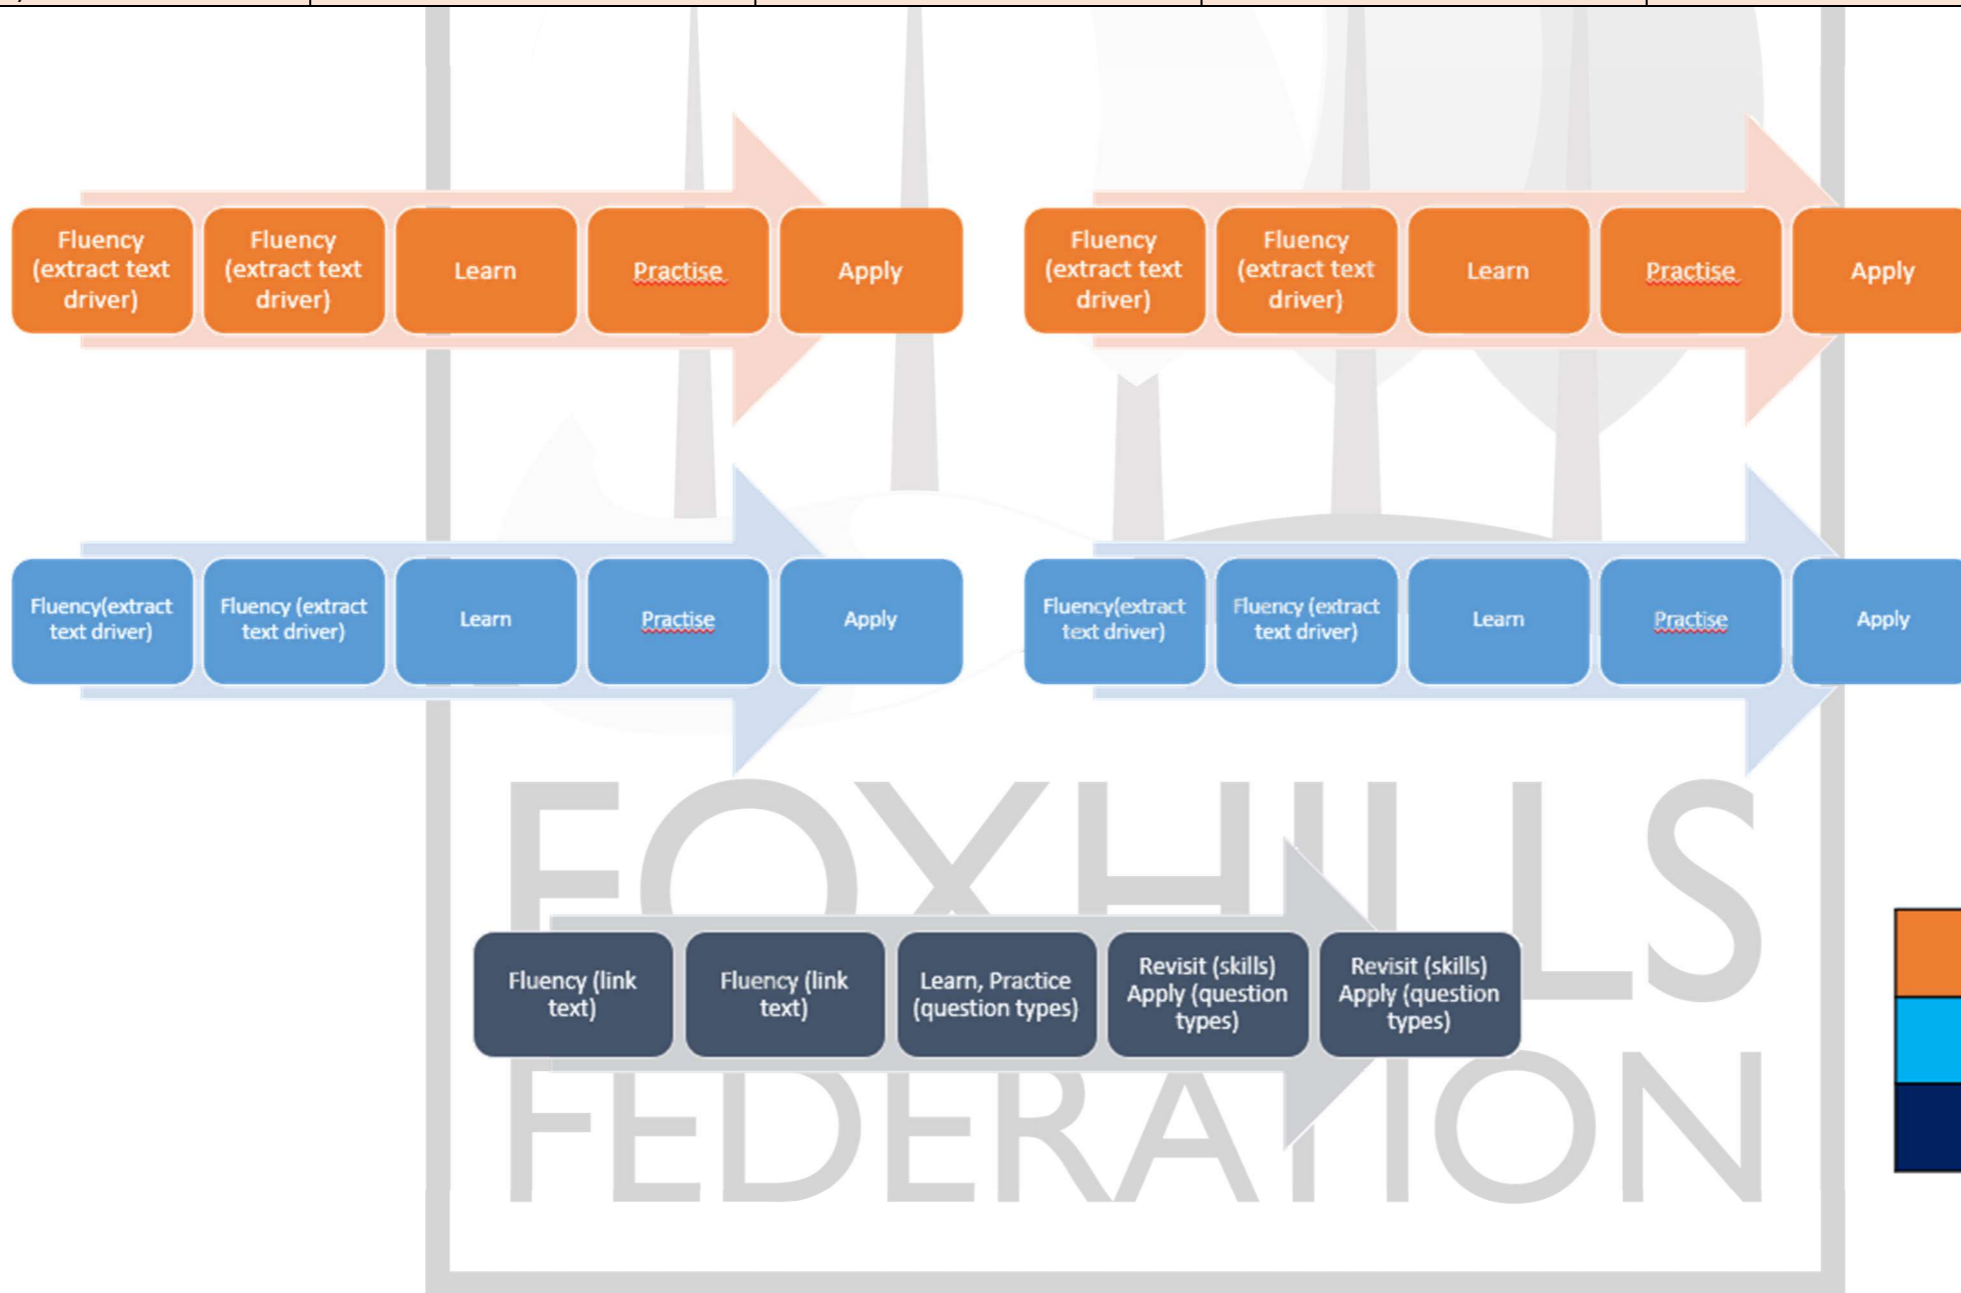 Fluency
(extract text
driver)
Fluency
(extract text
driver)
Learn
Practise
Apply
Fluency
(extract text
driver)
Fluency
(extract text
driver)
Learn
Practise
Apply
Fluency(extract
text driver)
Fluency (extract
text driver)
Learn
Practise
Apply
Fluency(extract
text driver)
Fluency (extract
text driver)
Learn
Practise
Apply
Fluency (link
text)
Fluency (link
text)
Learn, Practice
(question types)
Revisit (skills)
Apply (question
types)
Revisit (skills)
Apply (question
types)
FOXHILLS
FEDERATION